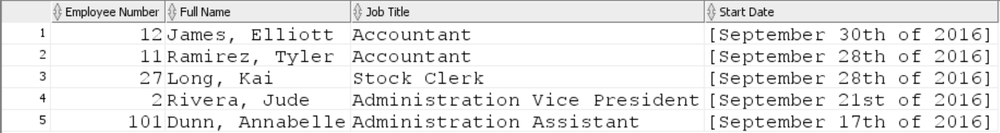 Employee Number Full Name Job Title Start Date
1 12 James, Elliott Accountant [September 30th of 2016]
2 11 Ramirez, Tyler Accountant [September 28th of 2016]
3 27 Long, Kai Stock Clerk [September 28th of 2016]
4 2 Rivera, Jude Administration Vice President [September 21st of 2016]
5 101 Dunn, Annabelle Administration Assistant [September 17th of 2016]